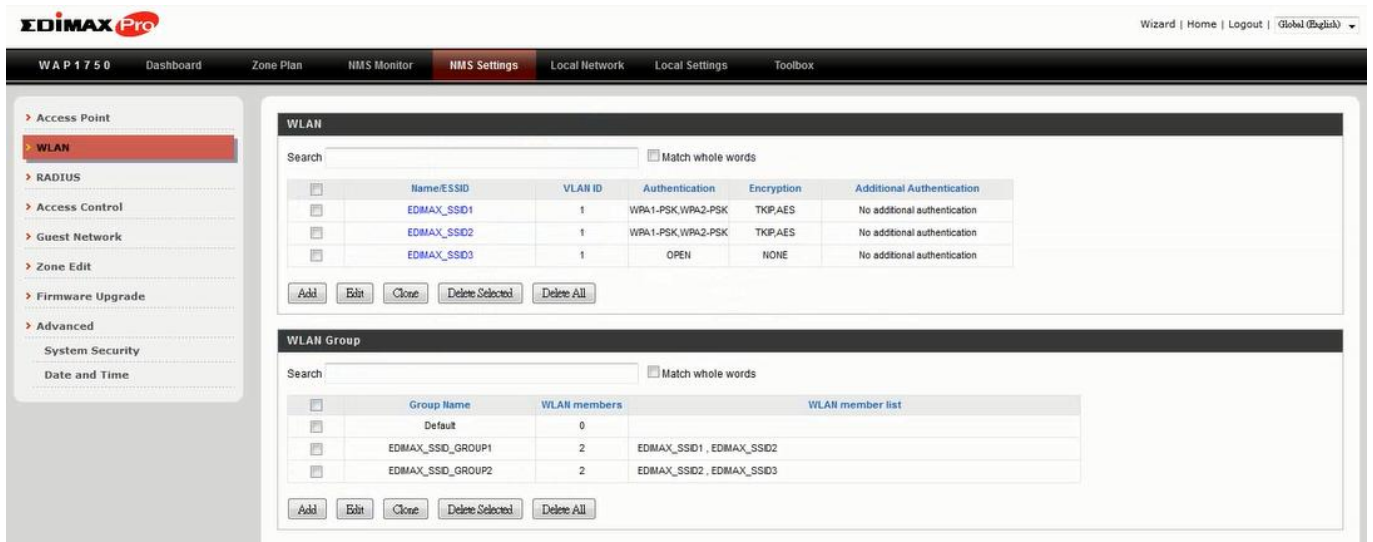 EDIMAX Pro
Wizard | Home | Logout | Global (English)
WAP1750 Dashboard Zone Plan NMS Monitor NMS Settings Local Network Local Settings Toolbox
> Access Point
> WLAN
> RADIUS
> Access Control
> Guest Network
> Zone Edit
> Firmware Upgrade
> Advanced
System Security
Date and Time
WLAN
Search Match whole words
Name/ESSID VLAN ID Authentication Encryption Additional Authentication
EDIMAX_SSID1 1 WPA1-PSK,WPA2-PSK TKIP,AES No additional authentication
EDIMAX_SSID2 1 WPA1-PSK,WPA2-PSK TKIP,AES No additional authentication
EDIMAX_SSID3 1 OPEN NONE No additional authentication
Add Edit Clone Delete Selected Delete All
WLAN Group
Search Match whole words
Group Name WLAN members WLAN member list
Default 0
EDIMAX_SSID_GROUP1 2 EDIMAX_SSID1 , EDIMAX_SSID2
EDIMAX_SSID_GROUP2 2 EDIMAX_SSID2 , EDIMAX_SSID3
Add Edit Clone Delete Selected Delete All